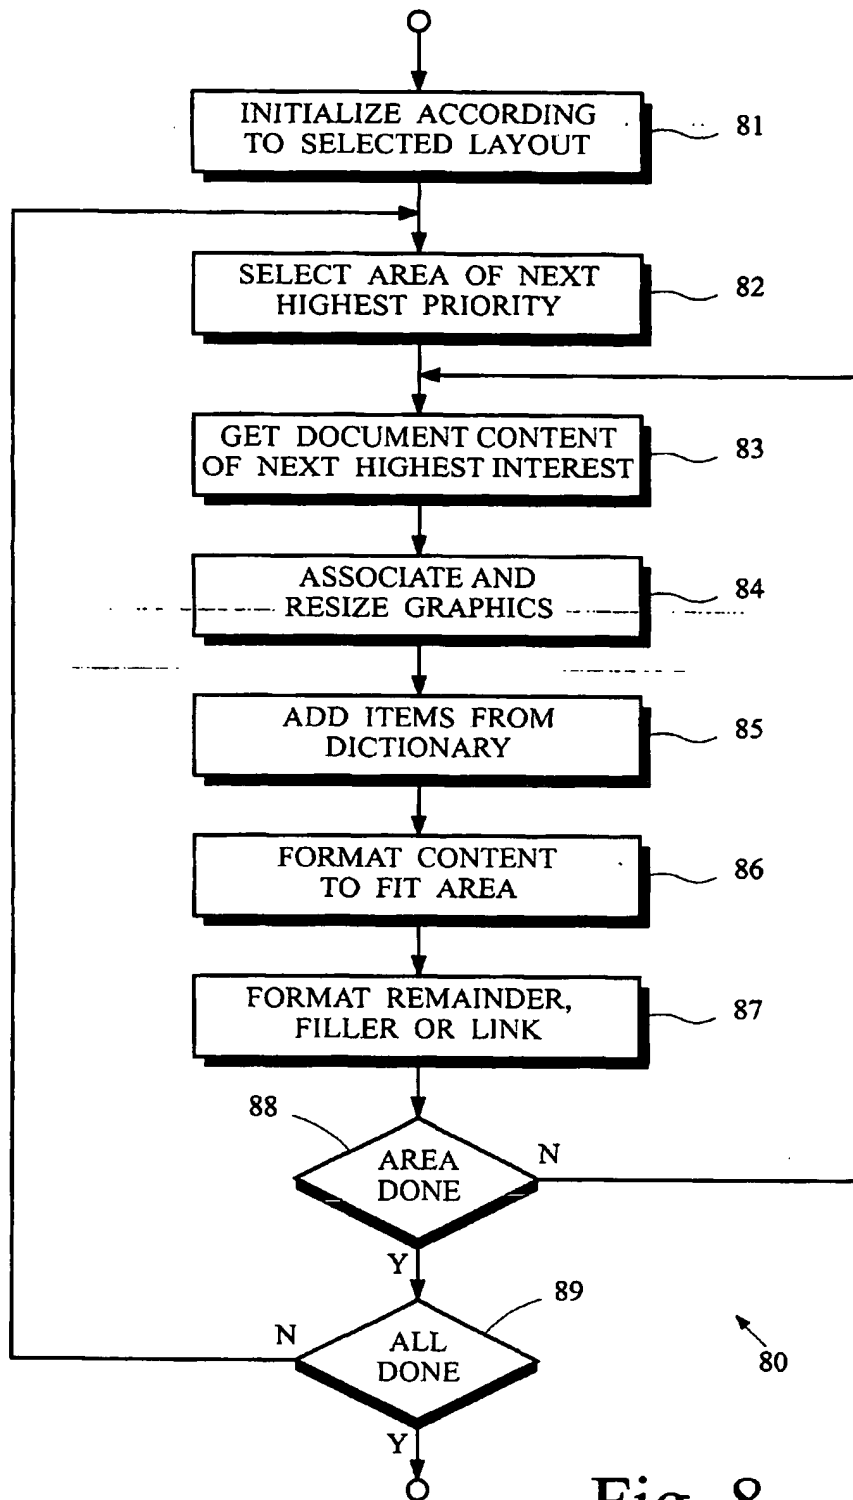 INITIALIZE ACCORDING
TO SELECTED LAYOUT
81
SELECT AREA OF NEXT
HIGHEST PRIORITY
82
GET DOCUMENT CONTENT
OF NEXT HIGHEST INTEREST
83
ASSOCIATE AND
RESIZE GRAPHICS
84
ADD ITEMS FROM
DICTIONARY
85
FORMAT CONTENT
TO FIT AREA
86
FORMAT REMAINDER,
FILLER OR LINK
87
88
AREA
DONE
N
Y
89
ALL
DONE
N
Y
80
Fig. 8